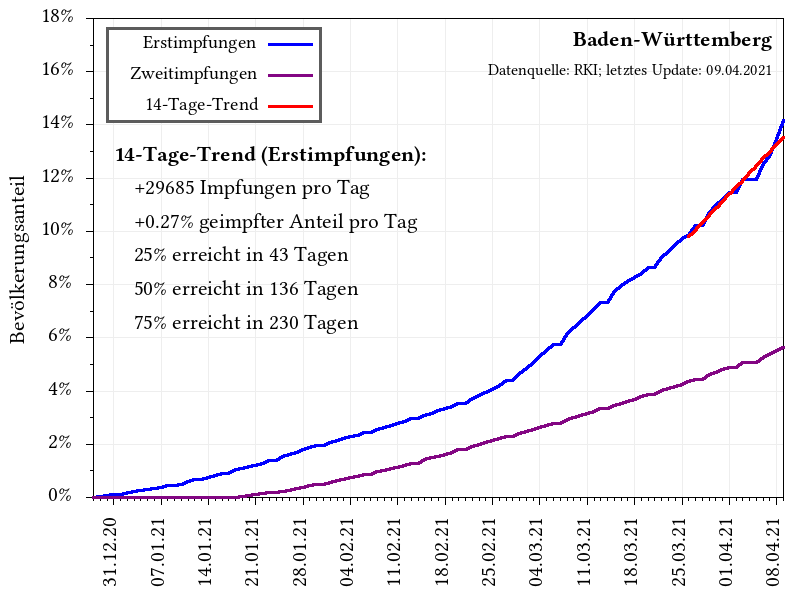 18%
16%
14%
12%
10%
8%
6%
4%
2%
0%
Bevölkerungsanteil
Erstimpfungen
Zweitimpfungen
14-Tage-Trend
Baden-Württemberg
Datenquelle: RKI; letztes Update: 09.04.2021
14-Tage-Trend (Erstimpfungen):
+29685 Impfungen pro Tag
+0.27% geimpfter Anteil pro Tag
25% erreicht in 43 Tagen
50% erreicht in 136 Tagen
75% erreicht in 230 Tagen
31.12.20
07.01.21
14.01.21
21.01.21
28.01.21
04.02.21
11.02.21
18.02.21
25.02.21
04.03.21
11.03.21
18.03.21
25.03.21
01.04.21
08.04.21